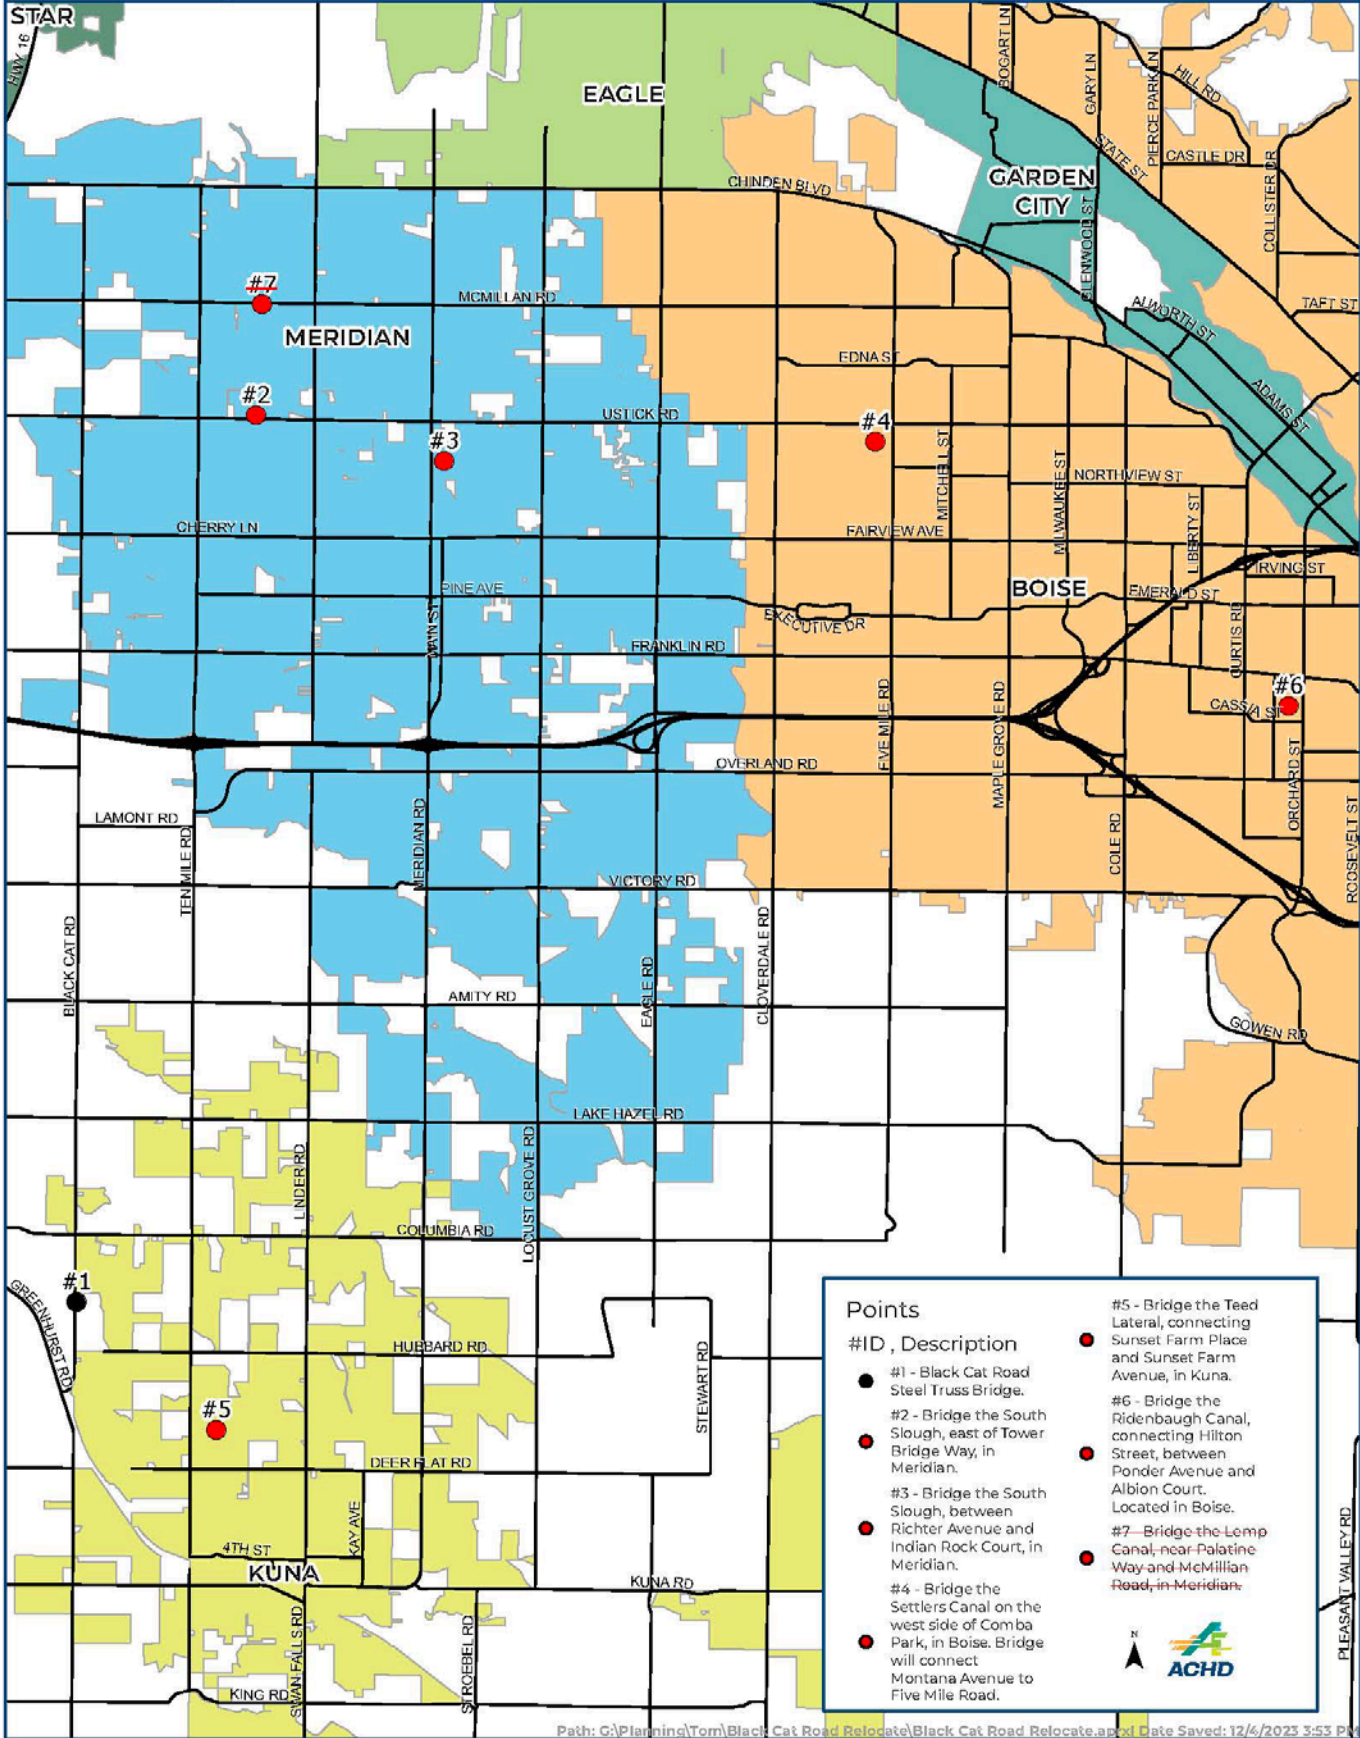 STAR
HWY 16
EAGLE
BOGART LN
GARY LN
PIERCE PARK LN
HILL RD
STATE ST
CASTLE DR
COLLISTER DR
GARDEN
CITY
CHINDEN BLVD
GLENWOOD ST
#7
MCMILLAN RD
ALWORTH ST
TAFT ST
MERIDIAN
EDNA ST
ADAMS ST
#2
USTICK RD
#3
#4
MITCHELL ST
MILWAUKEE ST
NORTHVIEW ST
LIBERTY ST
CHERRY LN
FAIRVIEW AVE
IRVING ST
PINE AVE
BOISE
EMERALD ST
EXECUTIVE DR
MAIN ST
FRANKLIN RD
CURTIS RD
#6
CASSIA ST
FIVE MILE RD
MAPLE GROVE RD
OVERLAND RD
ORCHARD ST
LAMONT RD
TEN MILE RD
MERIDIAN RD
COLE RD
ROOSEVELT ST
VICTORY RD
BLACK CAT RD
CLOVERDALE RD
EAGLE RD
AMITY RD
GOWEN RD
LAKE HAZEL RD
LINDER RD
LOCUST GROVE RD
COLUMBIA RD
#1
GREENHURST RD
HUBBARD RD
STEWART RD
#5
DEER FLAT RD
KAY AVE
4TH ST
KUNA
KUNA RD
SWAN FALLS RD
STROEBEL RD
KING RD
PLEASANT VALLEY RD
Points
#ID , Description
#1 - Black Cat Road
Steel Truss Bridge.
#2 - Bridge the South
Slough, east of Tower
Bridge Way, in
Meridian.
#3 - Bridge the South
Slough, between
Richter Avenue and
Indian Rock Court, in
Meridian.
#4 - Bridge the
Settlers Canal on the
west side of Comba
Park, in Boise. Bridge
will connect
Montana Avenue to
Five Mile Road.
#5 - Bridge the Teed
Lateral, connecting
Sunset Farm Place
and Sunset Farm
Avenue, in Kuna.
#6 - Bridge the
Ridenbaugh Canal,
connecting Hilton
Street, between
Ponder Avenue and
Albion Court.
Located in Boise.
#7 - Bridge the Lemp
Canal, near Palatine
Way and McMillian
Road, in Meridian.
N
ACHD
Path: G:\Planning\Tom\Black Cat Road Relocate\Black Cat Road Relocate.aprx| Date Saved: 12/4/2023 3:53 PM